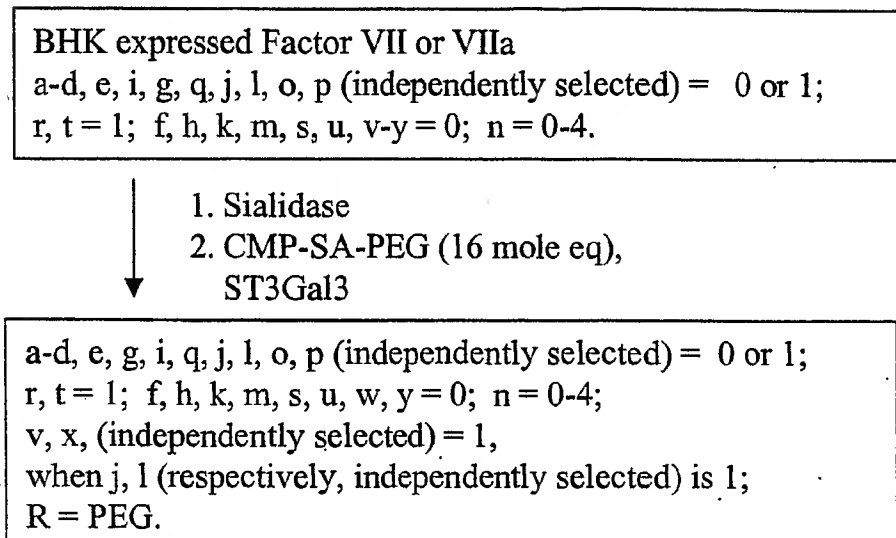 BHK expressed Factor VII or VIIa
a-d, e, i, g, q, j, l, o, p (independently selected) = 0 or 1;
r, t = 1; f, h, k, m, s, u, v-y = 0; n = 0-4.
1. Sialidase
2. CMP-SA-PEG (16 mole eq),
ST3Gal3
a-d, e, g, i, q, j, l, o, p (independently selected) = 0 or 1;
r, t = 1; f, h, k, m, s, u, w, y = 0; n = 0-4;
v, x, (independently selected) = 1,
when j, l (respectively, independently selected) is 1;
R = PEG.